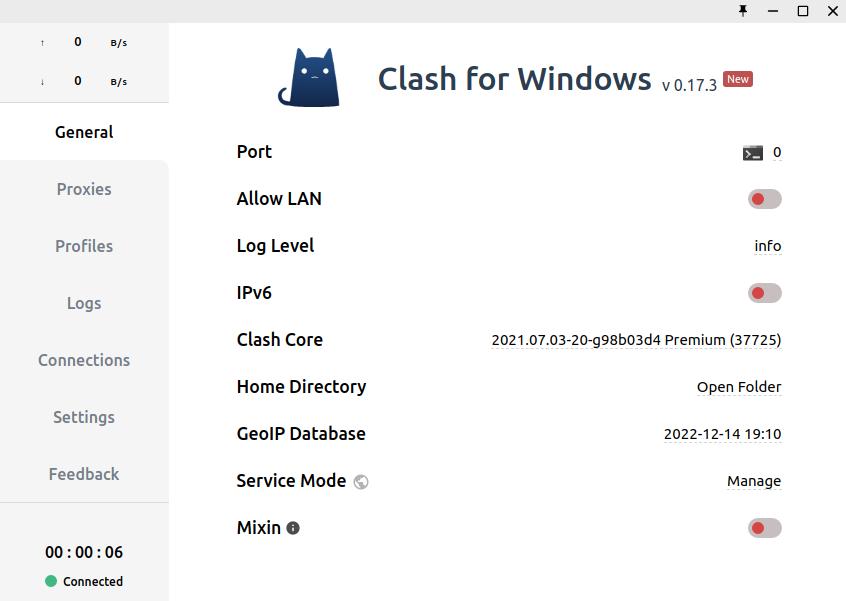 ↑ 0 B/s
↓ 0 B/s
General
Proxies
Profiles
Logs
Connections
Settings
Feedback
00 : 00 : 06
Connected
Clash for Windows v 0.17.3 New
Port 0
Allow LAN
Log Level info
IPv6
Clash Core 2021.07.03-20-g98b03d4 Premium (37725)
Home Directory Open Folder
GeoIP Database 2022-12-14 19:10
Service Mode Manage
Mixin